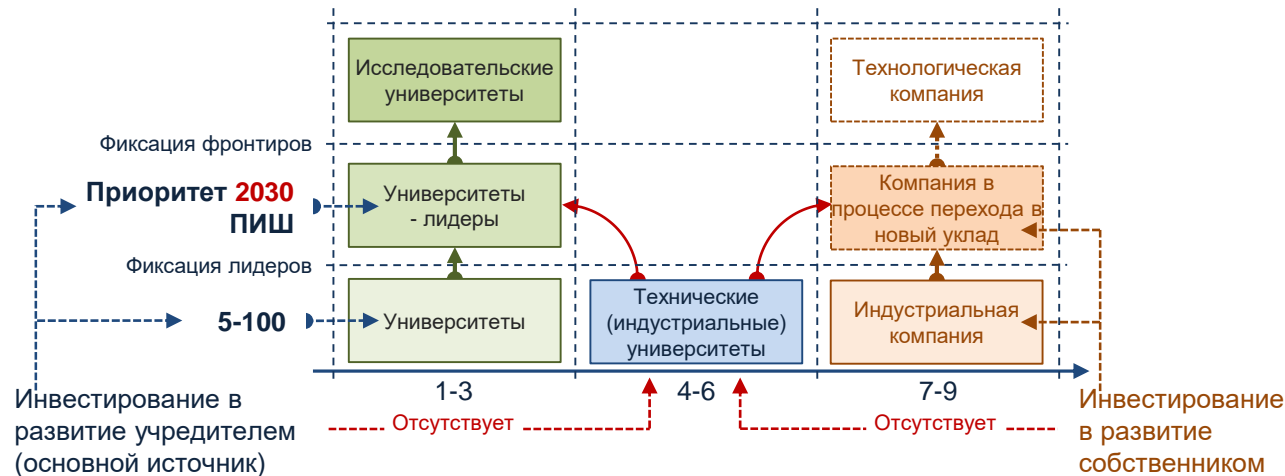 Исследовательские
университеты
Технологическая
компания
Фиксация фронтиров
Приоритет 2030
ПИШ
Университеты
- лидеры
Компания в
процессе перехода в
новый уклад
Фиксация лидеров
5-100
Университеты
Технические
(индустриальные)
университеты
Индустриальная
компания
1-3
4-6
7-9
Инвестирование в
развитие учредителем
(основной источник)
Отсутствует
Отсутствует
Инвестирование
в развитие
собственником